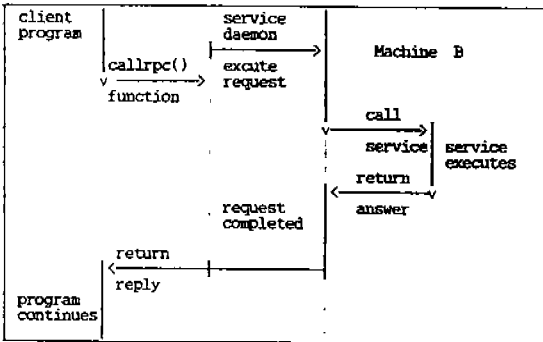 client
program
service
daemon
Machine B
callrpc()
function
excute
request
call
service
service
executes
return
answer
request
completed
return
reply
program
continues